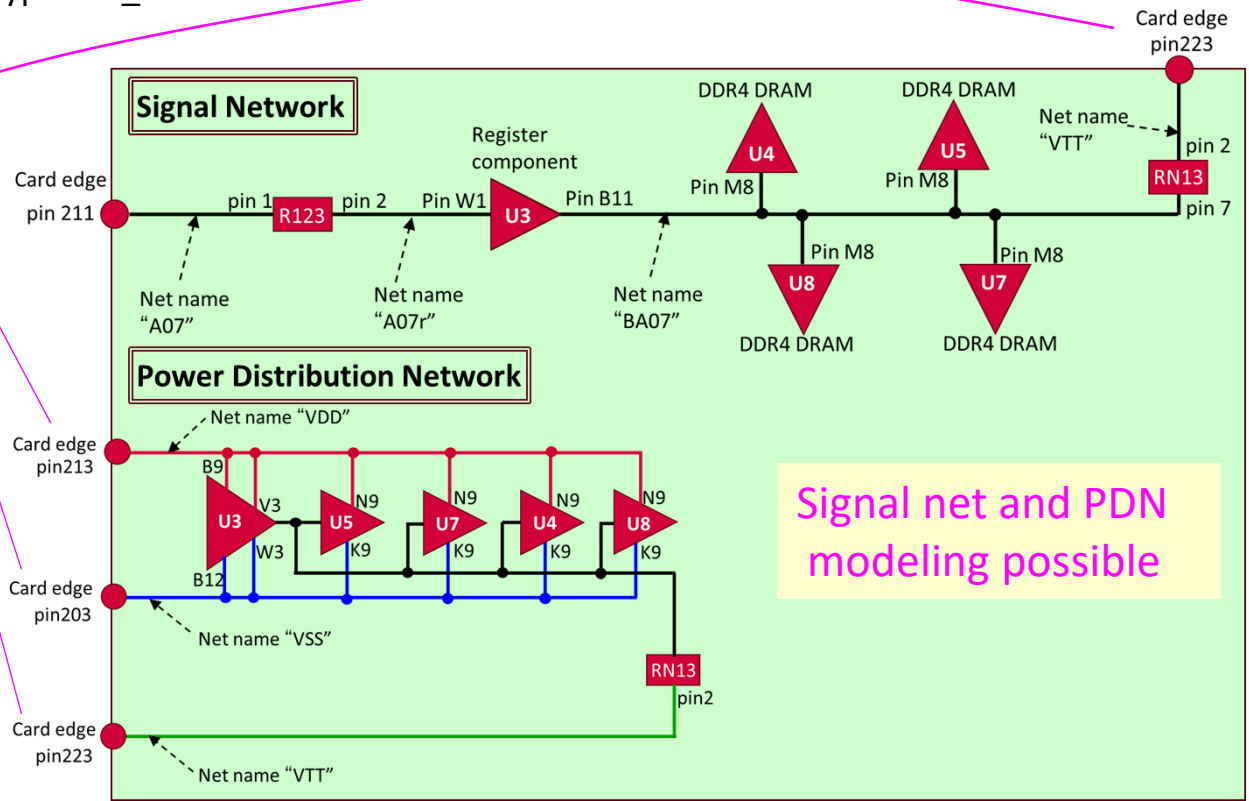 Card edge
pin223
Signal Network
DDR4 DRAM
DDR4 DRAM
Net name
"VTT"
pin 2
Register
component
U4
U5
RN13
Card edge
pin 211
pin 1
R123
pin 2
Pin W1
U3
Pin B11
Pin M8
Pin M8
pin 7
Pin M8
Pin M8
U8
U7
Net name
“A07”
Net name
“A07r”
Net name
“BA07”
DDR4 DRAM
DDR4 DRAM
Power Distribution Network
Net name “VDD”
Card edge
pin213
B9
V3
N9
N9
N9
N9
U3
U5
U7
U4
U8
W3
K9
K9
K9
K9
B12
Signal net and PDN
modeling possible
Card edge
pin203
Net name “VSS”
RN13
pin2
Card edge
pin223
Net name “VTT”